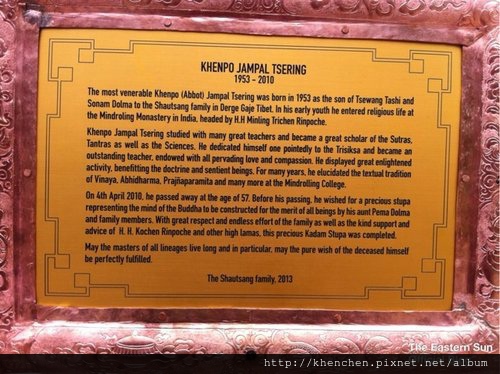 KHENPO JAMPAL TSERING
1953 - 2010
The most venerable Khenpo (Abbot) Jampal Tsering was born in 1953 as the son of Tsewang Tashi and
Sonam Dolma to the Shautsang family in Derge Gaje Tibet. In his early youth he entered religious life at
the Mindroling Monastery in India, headed by H.H Minling Trichen Rinpoche.
Khenpo Jampal Tsering studied with many great teachers and became a great scholar of the Sutras,
Tantras as well as the Sciences. He dedicated himself one pointedly to the Trisiksa and became an
outstanding teacher, endowed with all pervading love and compassion. He displayed great enlightened
activity, benefitting the doctrine and sentient beings. For many years, he elucidated the textual tradition
of Vinaya, Abhidharma, Prajñaparamita and many more at the Mindrolling College.
On 4th April 2010, he passed away at the age of 57. Before his passing, he wished for a precious stupa
representing the mind of the Buddha to be constructed for the merit of all beings by his aunt Pema Dolma
and family members. With great respect and endless effort of the family as well as the kind support and
advice of H. H. Kochen Rinpoche and other high lamas, this precious Kadam Stupa was completed.
May the masters of all lineages live long and in particular, may the pure wish of the deceased himself
be perfectly fulfilled.
The Shautsang family, 2013
The Eastern Sun
http://khenchen.pixnet.net/album